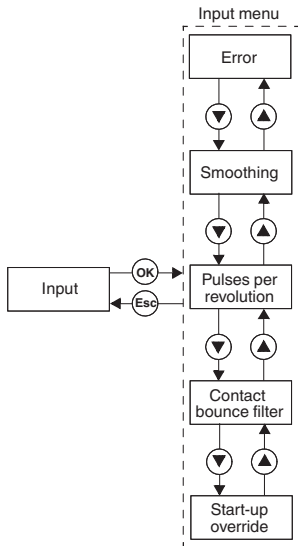 Input menu
Error
Smoothing
OK
Input
Esc
Pulses per
revolution
Contact
bounce filter
Start-up
override